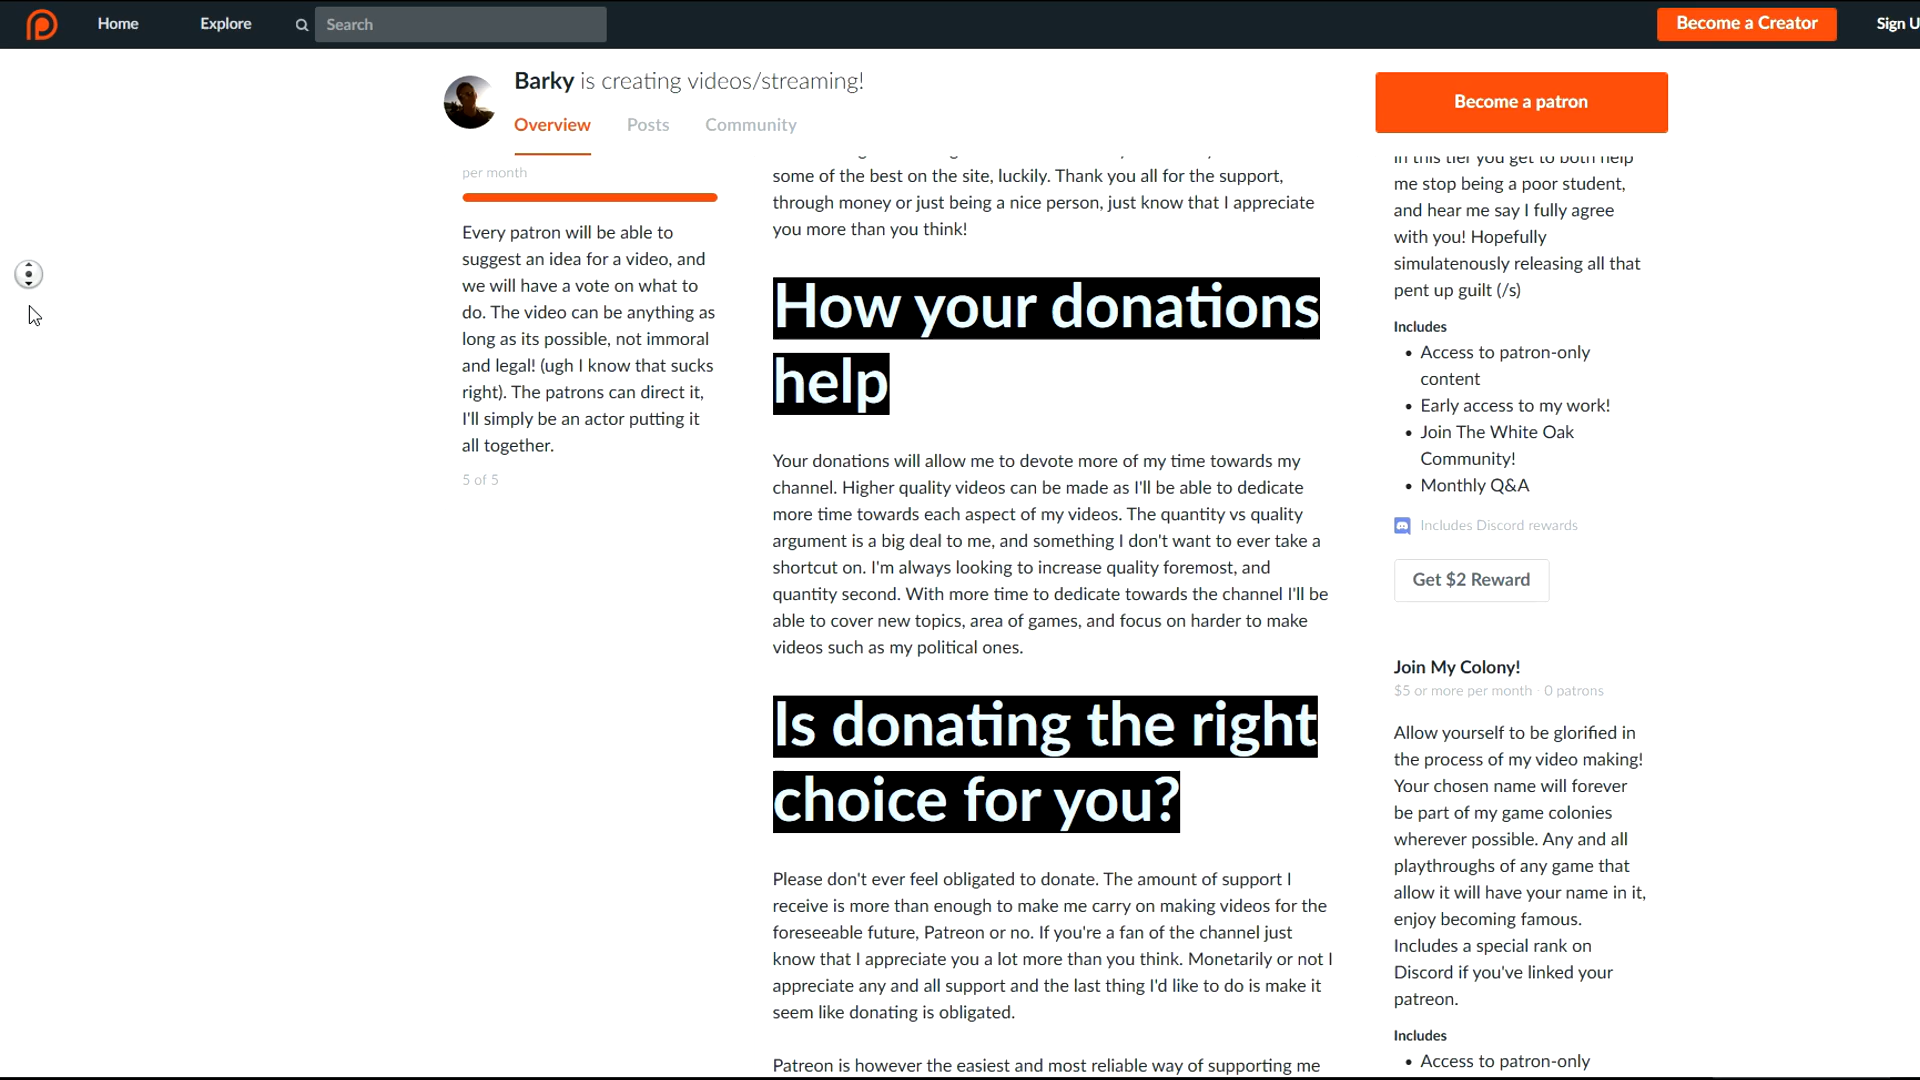 Home
Explore
Search
Become a Creator
Sign U
Barky is creating videos/streaming!
Become a patron
Overview
Posts
Community
per month
Every patron will be able to
suggest an idea for a video, and
we will have a vote on what to
do. The video can be anything as
long as its possible, not immoral
and legal! (ugh I know that sucks
right). The patrons can direct it,
I'll simply be an actor putting it
all together.
5 of 5
some of the best on the site, luckily. Thank you all for the support,
through money or just being a nice person, just know that I appreciate
you more than you think!
How your donations
help
Your donations will allow me to devote more of my time towards my
channel. Higher quality videos can be made as I'll be able to dedicate
more time towards each aspect of my videos. The quantity vs quality
argument is a big deal to me, and something I don't want to ever take a
shortcut on. I'm always looking to increase quality foremost, and
quantity second. With more time to dedicate towards the channel I'll be
able to cover new topics, area of games, and focus on harder to make
videos such as my political ones.
Is donating the right
choice for you?
Please don't ever feel obligated to donate. The amount of support I
receive is more than enough to make me carry on making videos for the
foreseeable future, Patreon or no. If you're a fan of the channel just
know that I appreciate you a lot more than you think. Monetarily or not I
appreciate any and all support and the last thing I'd like to do is make it
seem like donating is obligated.
Patreon is however the easiest and most reliable way of supporting me
In this tier you get to both help
me stop being a poor student,
and hear me say I fully agree
with you! Hopefully
simulatenously releasing all that
pent up guilt (/s)
Includes
• Access to patron-only
content
• Early access to my work!
• Join The White Oak
Community!
• Monthly Q&A
Includes Discord rewards
Get $2 Reward
Join My Colony!
$5 or more per month · 0 patrons
Allow yourself to be glorified in
the process of my video making!
Your chosen name will forever
be part of my game colonies
wherever possible. Any and all
playthroughs of any game that
allow it will have your name in it,
enjoy becoming famous.
Includes a special rank on
Discord if you've linked your
patreon.
Includes
• Access to patron-only